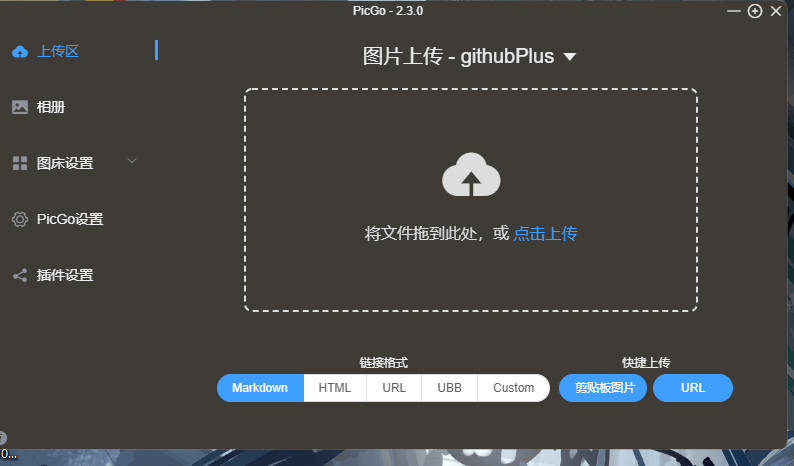 PicGo - 2.3.0
上传区
图片上传 - githubPlus
相册
图床设置
PicGo设置
将文件拖到此处，或 点击上传
插件设置
链接格式
快捷上传
Markdown HTML URL UBB Custom 剪贴板图片 URL
0...